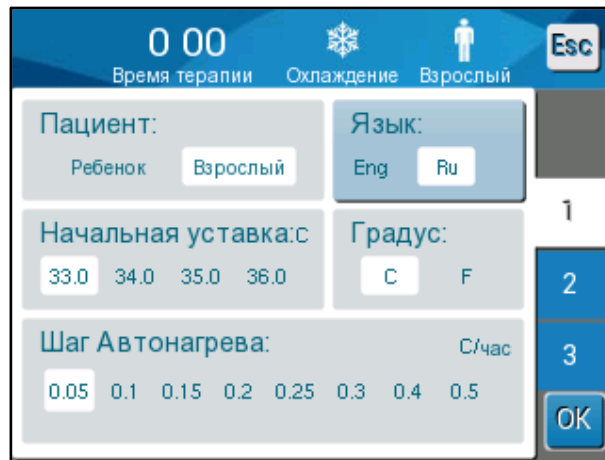 0 00
Время терапии
Охлаждение
Взрослый
Esc
Пациент:
Ребенок Взрослый
Язык:
Eng Ru
Начальная уставка:С
33.0 34.0 35.0 36.0
Градус:
С F
Шаг Автонагрева: С/час
0.05 0.1 0.15 0.2 0.25 0.3 0.4 0.5
1
2
3
OK